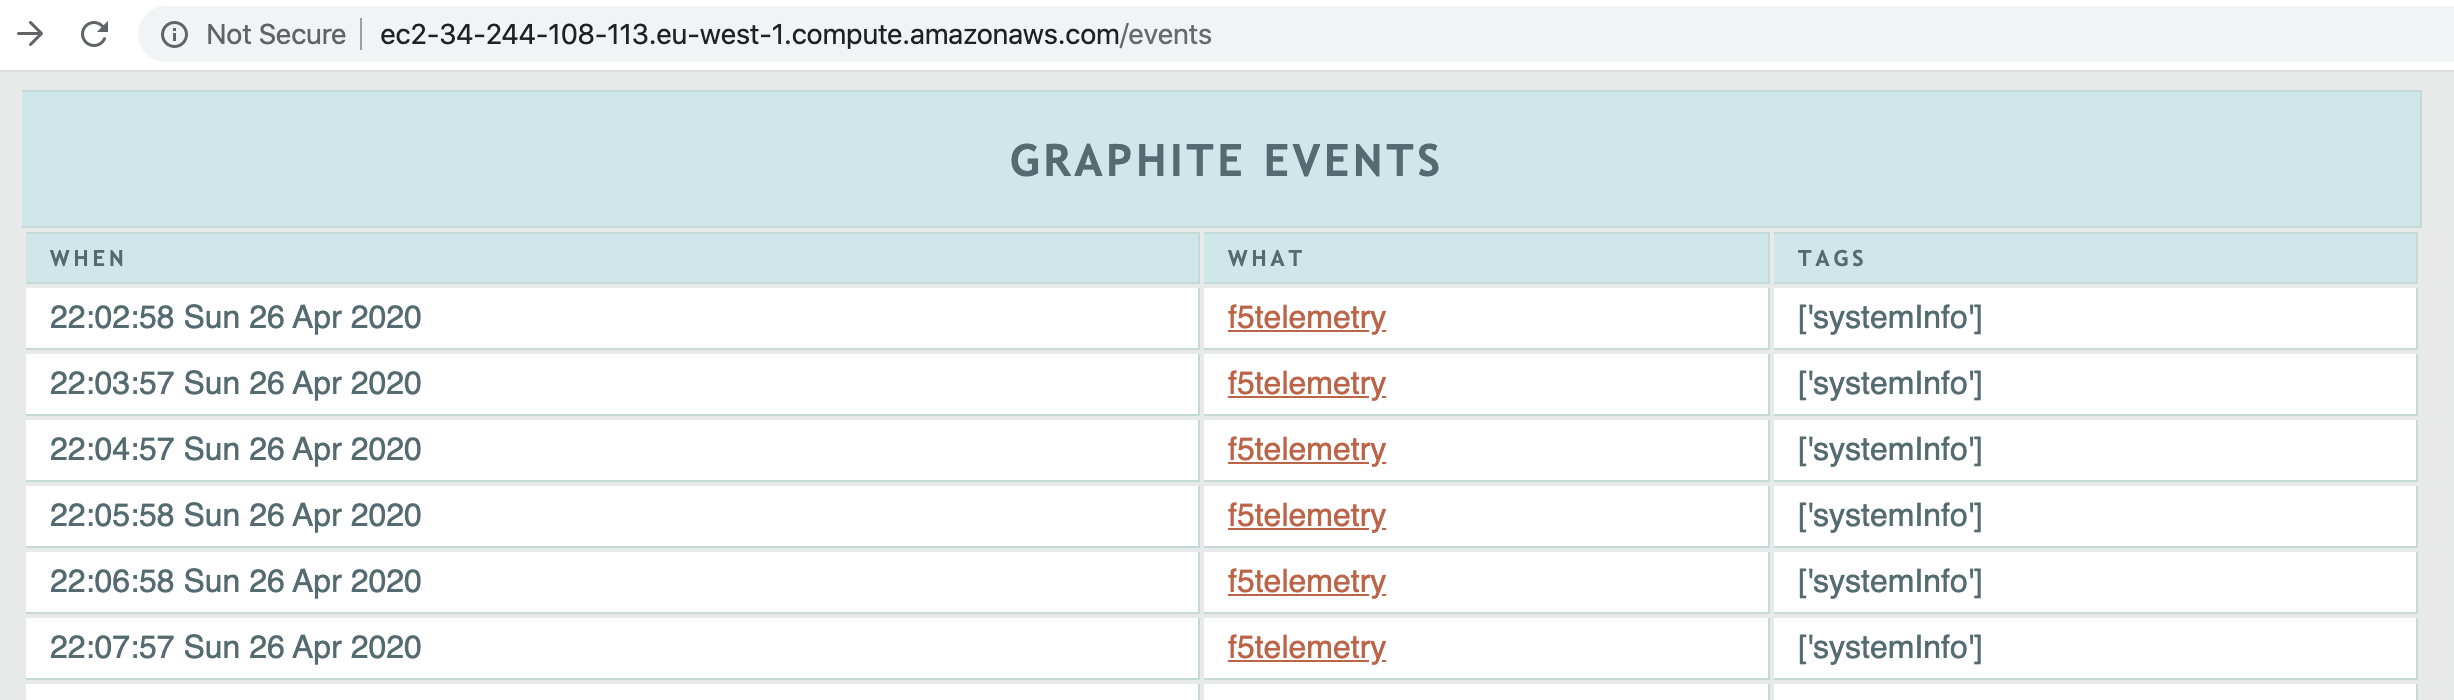 Not Secure | ec2-34-244-108-113.eu-west-1.compute.amazonaws.com/events
GRAPHITE EVENTS
WHEN WHAT TAGS
22:02:58 Sun 26 Apr 2020 f5telemetry ['systemInfo']
22:03:57 Sun 26 Apr 2020 f5telemetry ['systemInfo']
22:04:57 Sun 26 Apr 2020 f5telemetry ['systemInfo']
22:05:58 Sun 26 Apr 2020 f5telemetry ['systemInfo']
22:06:58 Sun 26 Apr 2020 f5telemetry ['systemInfo']
22:07:57 Sun 26 Apr 2020 f5telemetry ['systemInfo']